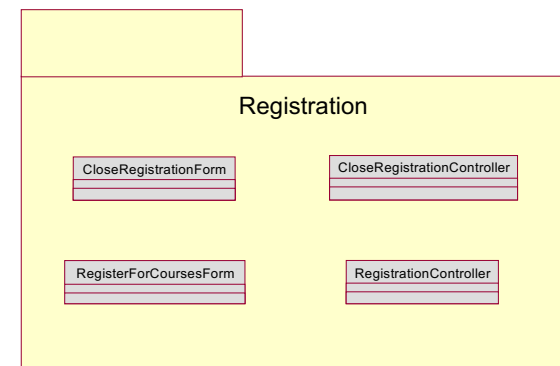 Registration
CloseRegistrationForm
CloseRegistrationController
RegisterForCoursesForm
RegistrationController